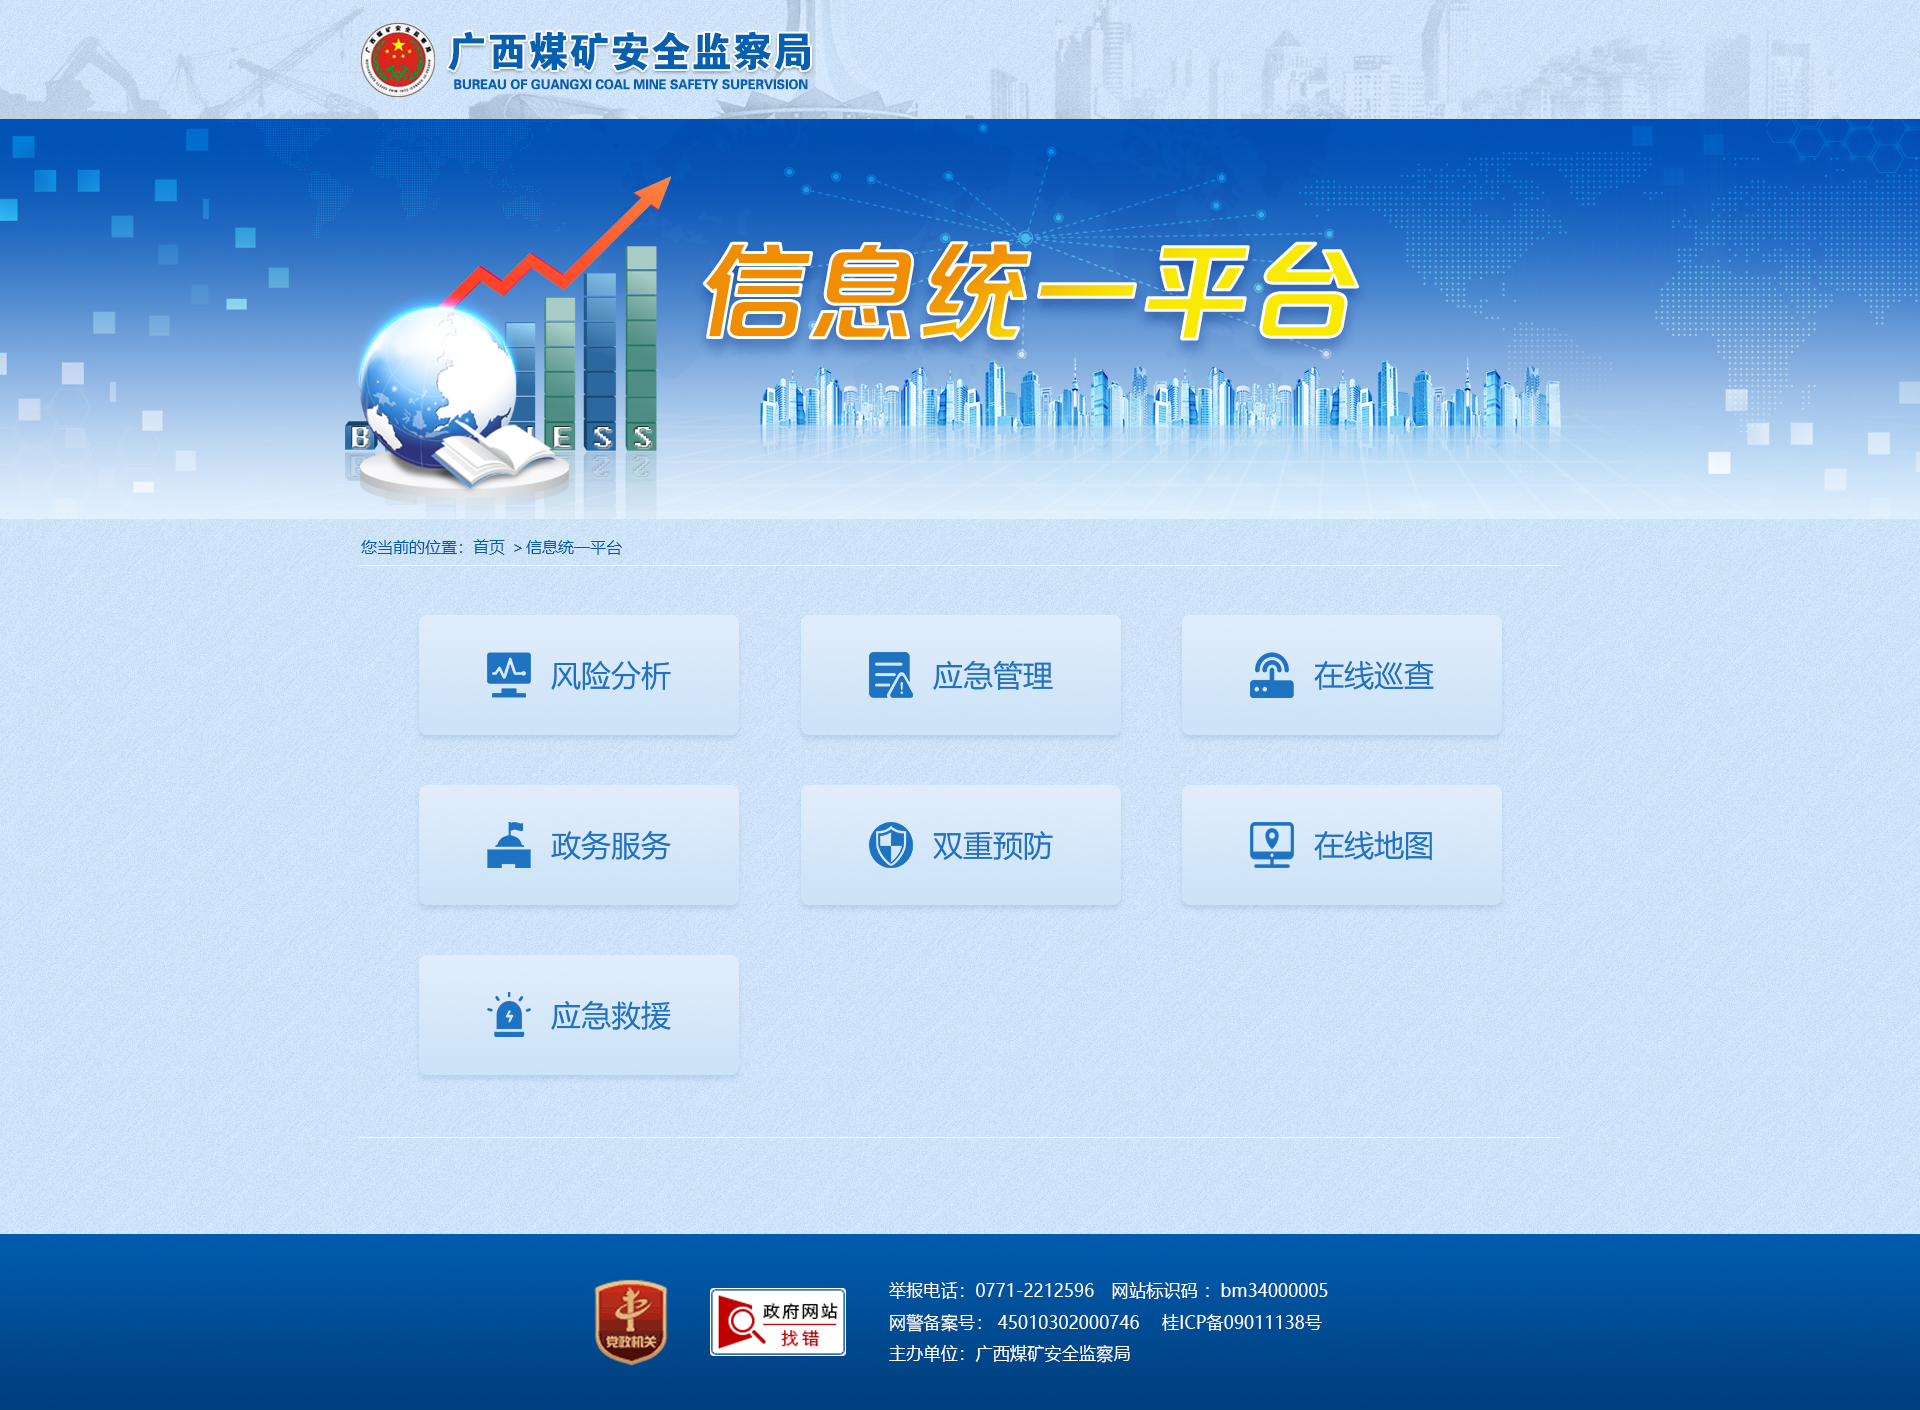 广西煤矿安全监察局
BUREAU OF GUANGXI COAL MINE SAFETY SUPERVISION
信息统一平台
B ESS
您当前的位置：首页 > 信息统一平台
风险分析
应急管理
在线巡查
政务服务
双重预防
在线地图
应急救援
党政机关
政府网站
找错
举报电话：0771-2212596 网站标识码 ：bm34000005
网警备案号： 45010302000746 桂ICP备09011138号
主办单位：广西煤矿安全监察局